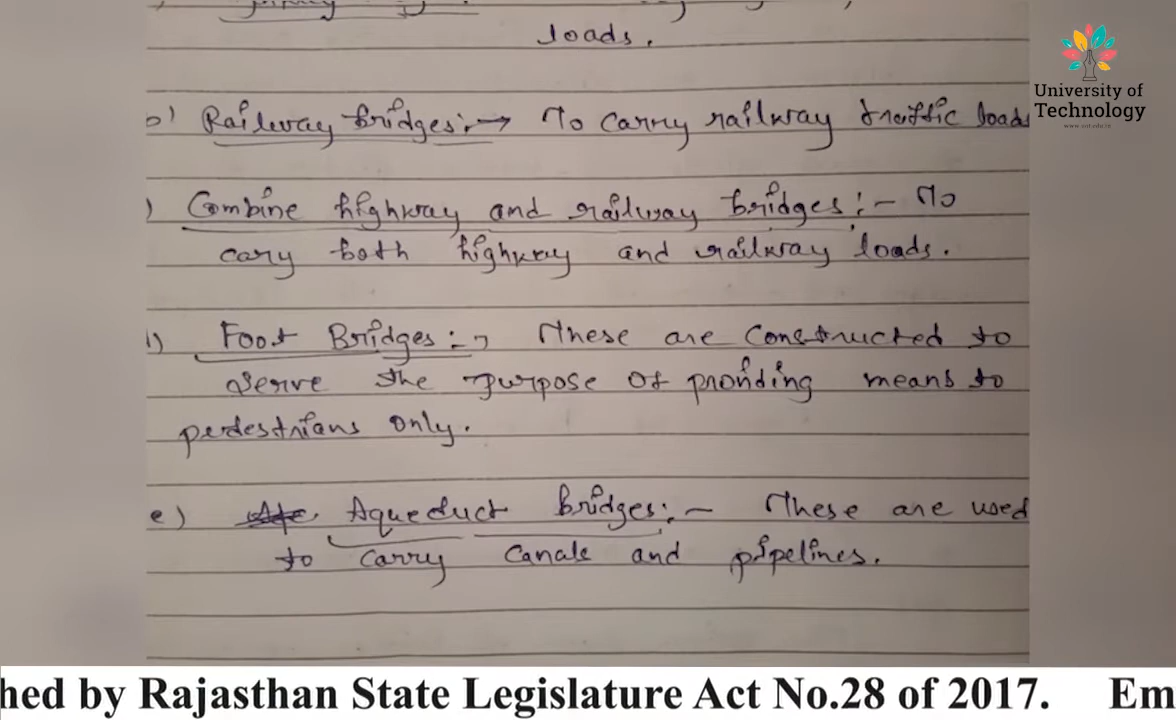 loads.
University of
Technology
b) Railway bridges:→ To carry railway traffic loads
) Combine highway and railway bridges:- To
cary both highway and railway loads.
d) Foot Bridges:→ These are constructed to
serve the purpose of providing means to
pedestrians only.
e) Aqueduct bridges:- These are used
to carry canals and pipelines.
hed by Rajasthan State Legislature Act No.28 of 2017. Em